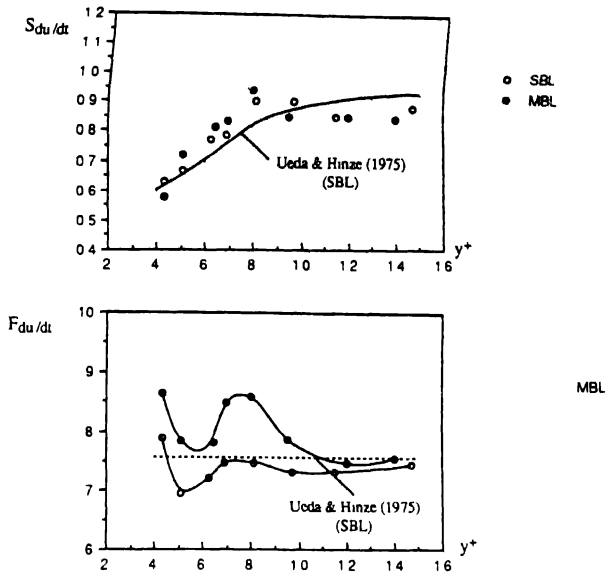 S du/dt
1 2
1 1
1 0
0.9
0.8
0.7
0.6
0 5
0 4
2 4 6 8 10 12 14 16 y+
SBL
MBL
Ueda & Hinze (1975)
(SBL)
F du/dt
10
9
8
7
6
2 4 6 8 10 12 14 16 y+
MBL
Ueda & Hinze (1975)
(SBL)